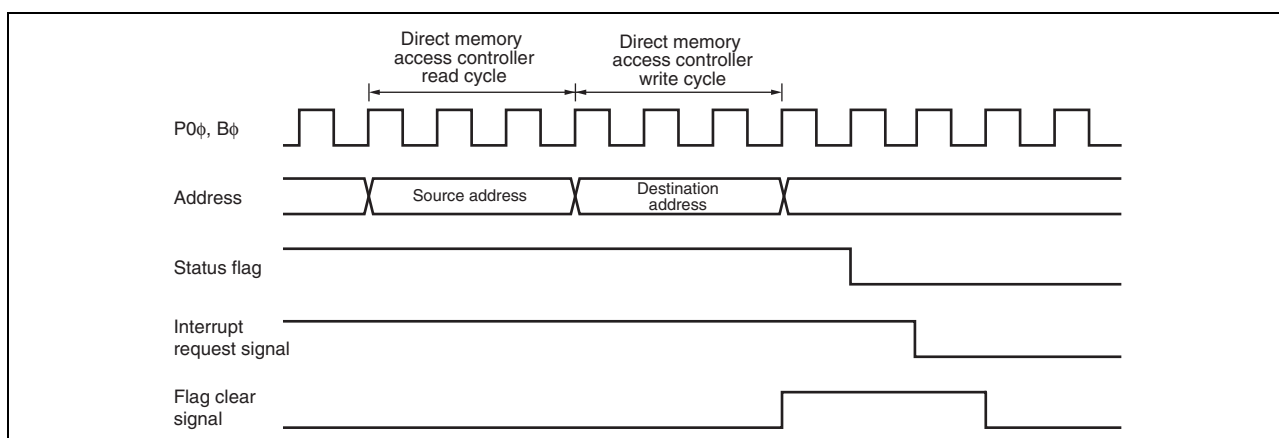 Direct memory
access controller
read cycle
Direct memory
access controller
write cycle
P0ϕ, Bϕ
Address
Source address
Destination
address
Status flag
Interrupt
request signal
Flag clear
signal